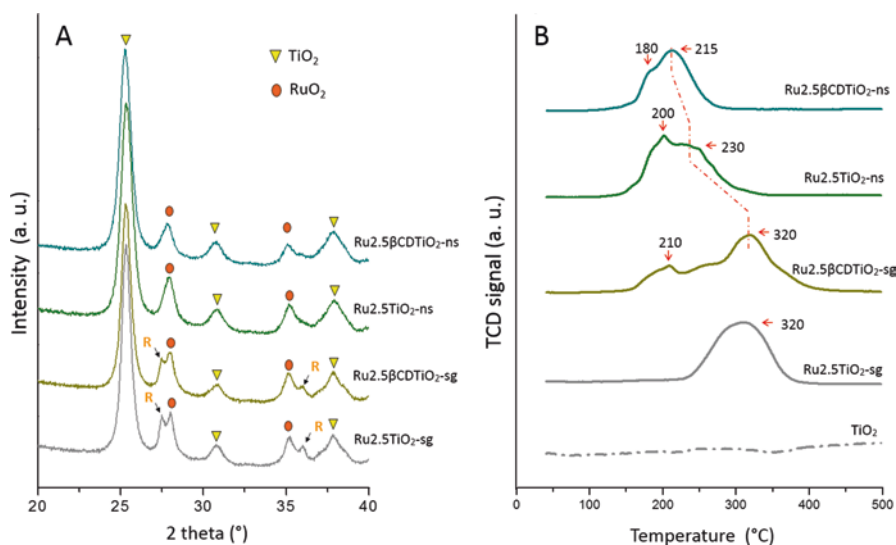 A
TiO₂
RuO₂
Ru2.5βCDTiO₂-ns
Ru2.5TiO₂-ns
R
Ru2.5βCDTiO₂-sg
R
R
R
Ru2.5TiO₂-sg
20
25
30
35
40
2 theta (°)
Intensity (a. u.)
B
180
215
Ru2.5βCDTiO₂-ns
200
230
Ru2.5TiO₂-ns
210
320
Ru2.5βCDTiO₂-sg
320
Ru2.5TiO₂-sg
TiO₂
0
100
200
300
400
500
Temperature (°C)
TCD signal (a. u.)